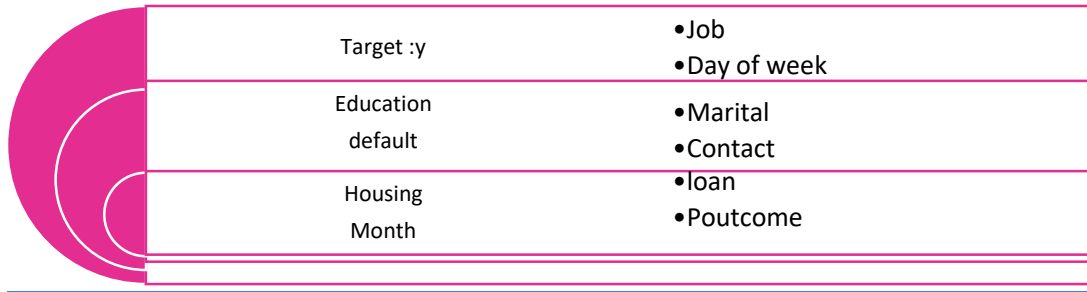 Target :y
•Job
•Day of week
Education
default
•Marital
•Contact
Housing
Month
•loan
•Poutcome